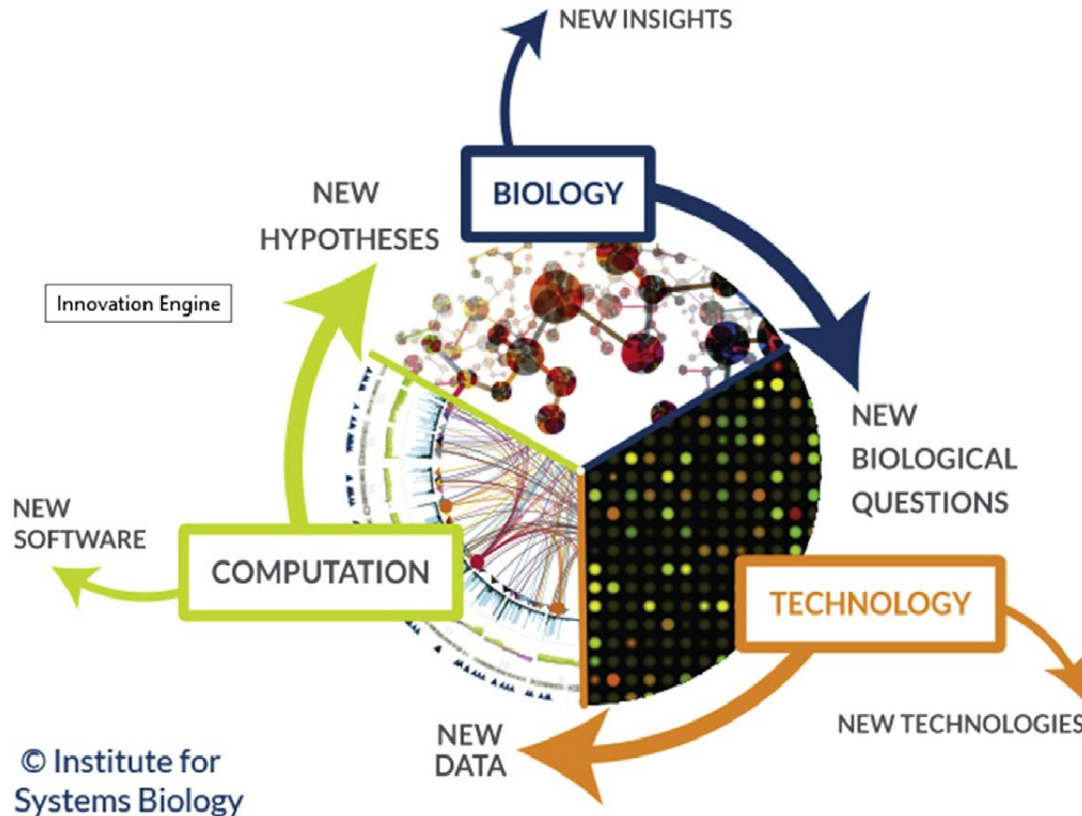 NEW INSIGHTS
BIOLOGY
NEW
HYPOTHESES
Innovation Engine
NEW
BIOLOGICAL
QUESTIONS
NEW
SOFTWARE
COMPUTATION
TECHNOLOGY
NEW
DATA
NEW TECHNOLOGIES
© Institute for
Systems Biology